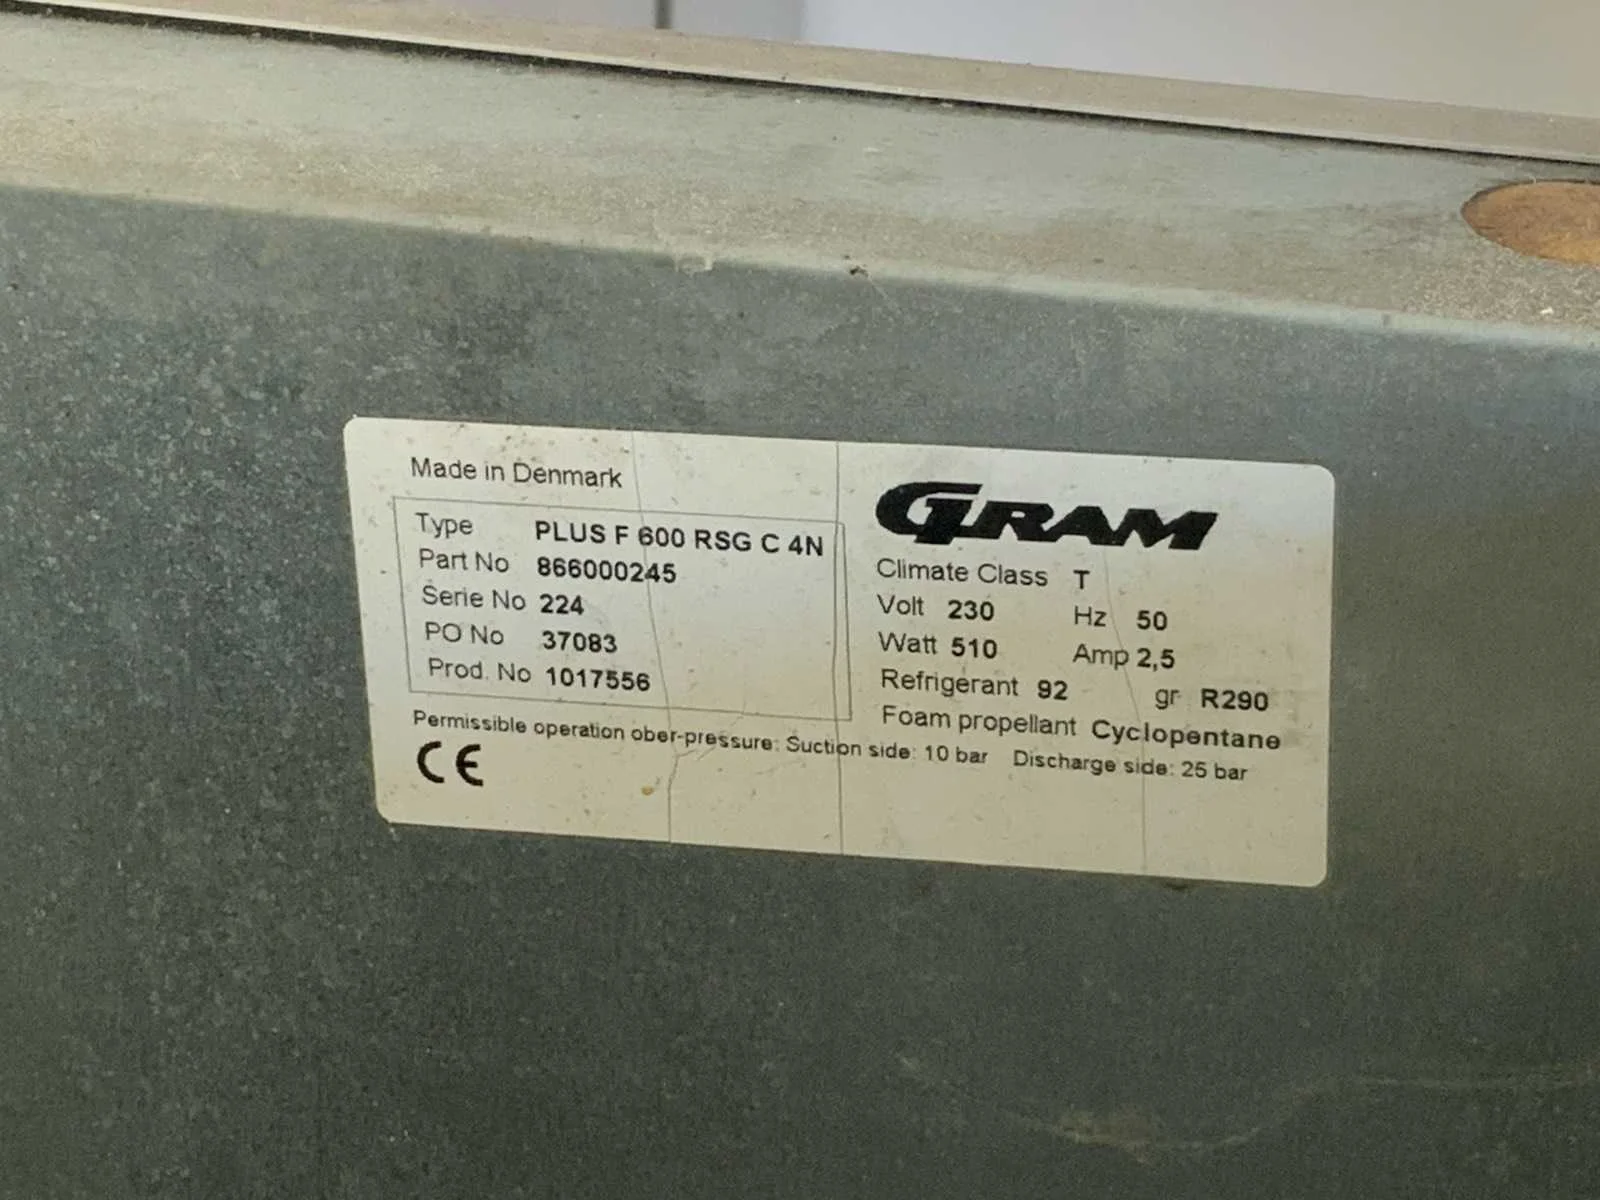 Made in Denmark
Type PLUS F 600 RSG C 4N
Part No 866000245
Serie No 224
PO No 37083
Prod. No 1017556
GRAM
Climate Class T
Volt 230 Hz 50
Watt 510 Amp 2,5
Refrigerant 92 gr R290
Foam propellant Cyclopentane
Permissible operation ober-pressure: Suction side: 10 bar Discharge side: 25 bar
CE